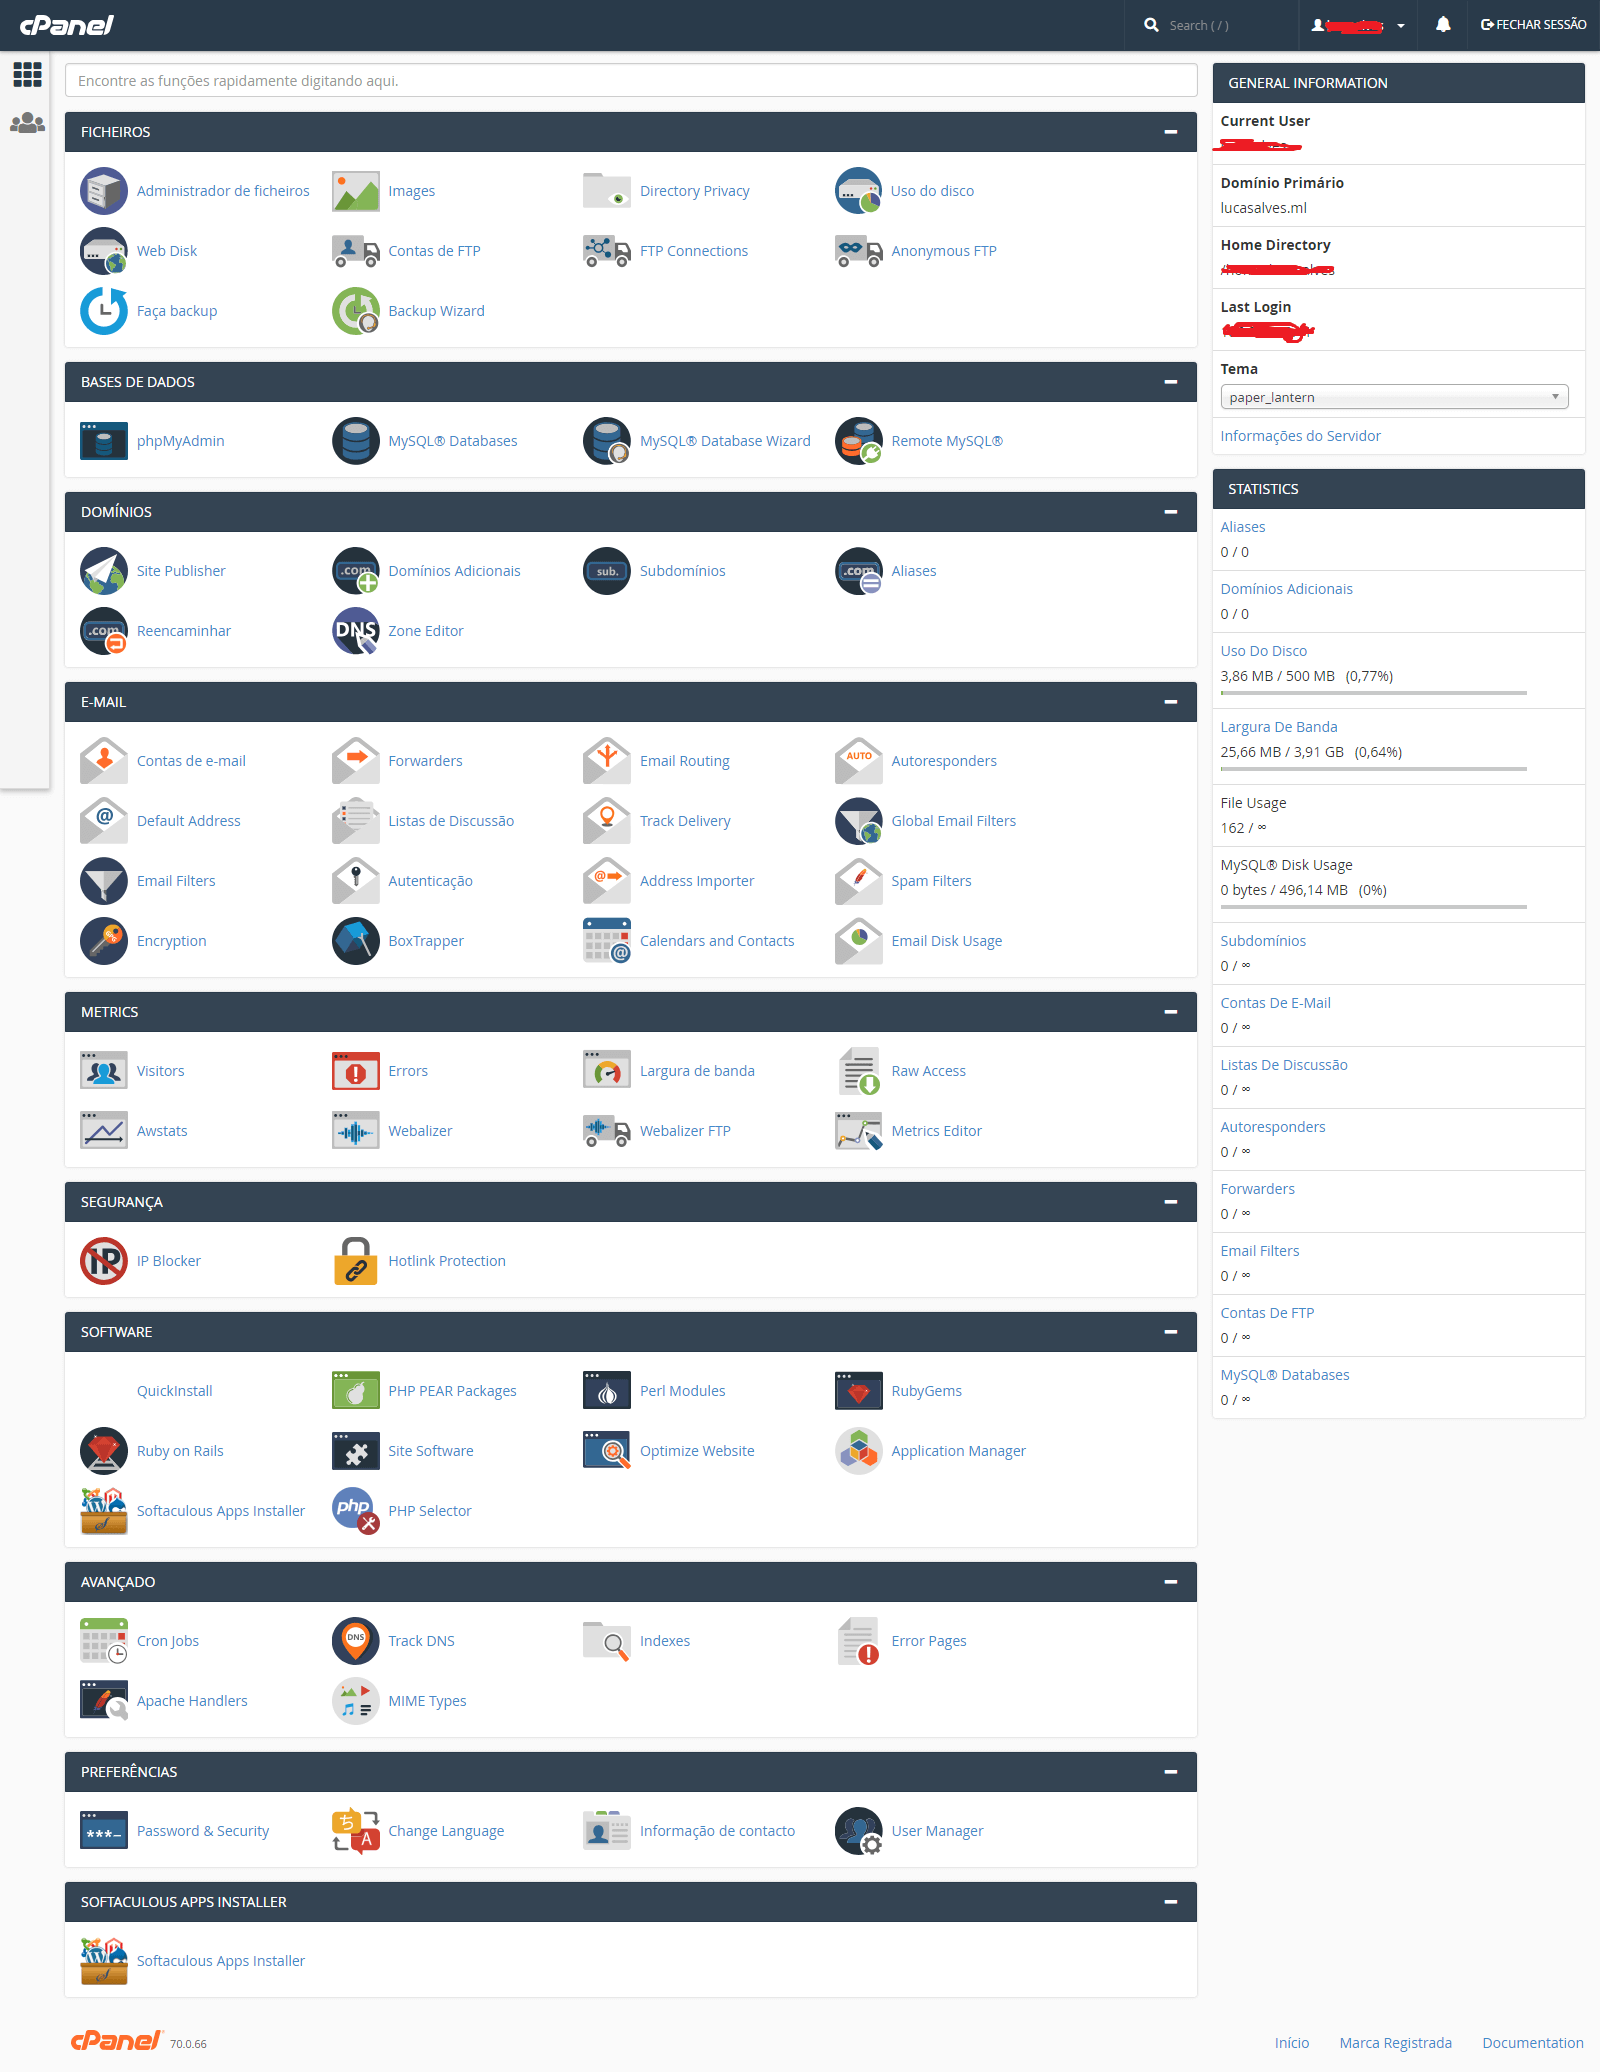 cPanel
Search ( / )
FECHAR SESSÃO
Encontre as funções rapidamente digitando aqui.
FICHEIROS
Administrador de ficheiros
Images
Directory Privacy
Uso do disco
Web Disk
Contas de FTP
FTP Connections
Anonymous FTP
Faça backup
Backup Wizard
BASES DE DADOS
phpMyAdmin
MySQL® Databases
MySQL® Database Wizard
Remote MySQL®
DOMÍNIOS
Site Publisher
.com
Domínios Adicionais
sub.
Subdomínios
.com
Aliases
.com
Reencaminhar
DNS
Zone Editor
E-MAIL
Contas de e-mail
Forwarders
Email Routing
AUTO
Autoresponders
@
Default Address
Listas de Discussão
Track Delivery
Global Email Filters
Email Filters
Autenticação
@
Address Importer
Spam Filters
Encryption
BoxTrapper
@
Calendars and Contacts
Email Disk Usage
METRICS
Visitors
Errors
Largura de banda
Raw Access
Awstats
Webalizer
Webalizer FTP
Metrics Editor
SEGURANÇA
IP
IP Blocker
Hotlink Protection
SOFTWARE
QuickInstall
PHP PEAR Packages
Perl Modules
RubyGems
Ruby on Rails
Site Software
Optimize Website
Application Manager
Softaculous Apps Installer
php
PHP Selector
AVANÇADO
Cron Jobs
DNS
Track DNS
Indexes
Error Pages
Apache Handlers
MIME Types
PREFERÊNCIAS
***–
Password & Security
ち
A
Change Language
Informação de contacto
User Manager
SOFTACULOUS APPS INSTALLER
Softaculous Apps Installer
GENERAL INFORMATION
Current User
Domínio Primário
lucasalves.ml
Home Directory
Last Login
Tema
paper_lantern
Informações do Servidor
STATISTICS
Aliases
0 / 0
Domínios Adicionais
0 / 0
Uso Do Disco
3,86 MB / 500 MB (0,77%)
Largura De Banda
25,66 MB / 3,91 GB (0,64%)
File Usage
162 / ∞
MySQL® Disk Usage
0 bytes / 496,14 MB (0%)
Subdomínios
0 / ∞
Contas De E-Mail
0 / ∞
Listas De Discussão
0 / ∞
Autoresponders
0 / ∞
Forwarders
0 / ∞
Email Filters
0 / ∞
Contas De FTP
0 / ∞
MySQL® Databases
0 / ∞
cPanel 70.0.66
Início
Marca Registrada
Documentation